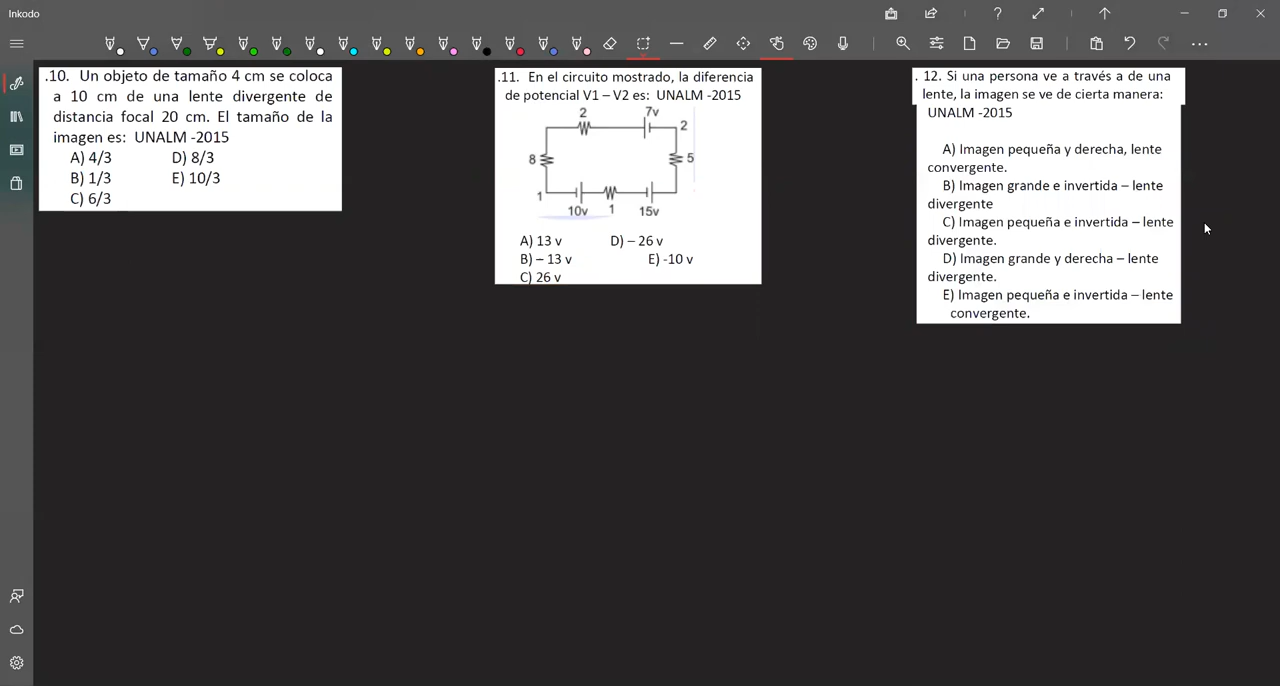 Inkodo
.10. Un objeto de tamaño 4 cm se coloca
a 10 cm de una lente divergente de
distancia focal 20 cm. El tamaño de la
imagen es: UNALM -2015
A) 4/3 D) 8/3
B) 1/3 E) 10/3
C) 6/3
.11. En el circuito mostrado, la diferencia
de potencial V1 – V2 es: UNALM -2015
2 7v
2
8 5
1
10v 1 15v
A) 13 v D) – 26 v
B) – 13 v E) -10 v
C) 26 v
. 12. Si una persona ve a través a de una
lente, la imagen se ve de cierta manera:
UNALM -2015
A) Imagen pequeña y derecha, lente
convergente.
B) Imagen grande e invertida – lente
divergente
C) Imagen pequeña e invertida – lente
divergente.
D) Imagen grande y derecha – lente
divergente.
E) Imagen pequeña e invertida – lente
convergente.